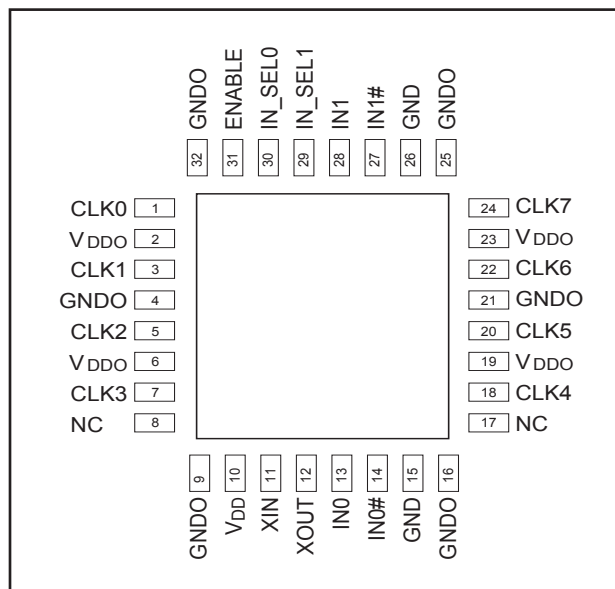 GNDO ENABLE IN_SEL0 IN_SEL1 IN1 IN1# GND GNDO
32 31 30 29 28 27 26 25
CLK0 1 24 CLK7
VDDO 2 23 VDDO
CLK1 3 22 CLK6
GNDO 4 21 GNDO
CLK2 5 20 CLK5
VDDO 6 19 VDDO
CLK3 7 18 CLK4
NC 8 17 NC
9 10 11 12 13 14 15 16
GNDO VDD XIN XOUT IN0 IN0# GND GNDO